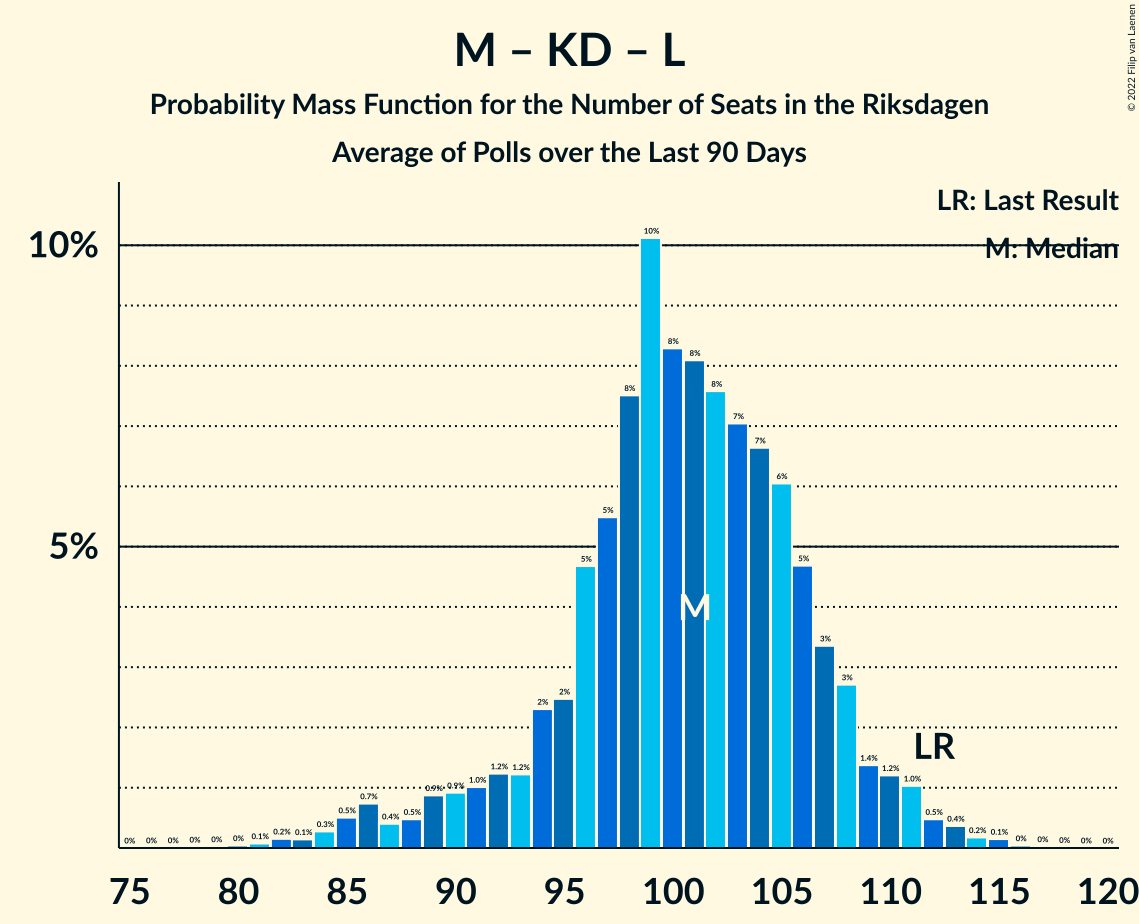 M – KD – L
Probability Mass Function for the Number of Seats in the Riksdagen
Average of Polls over the Last 90 Days
© 2022 Filip van Laenen
LR: Last Result
M: Median
10%
5%
0% 0% 0% 0% 0% 0% 0.1% 0.2% 0.1% 0.3% 0.5% 0.7% 0.4% 0.5% 0.9% 0.9% 1.0% 1.2% 1.2% 2% 2% 5% 5% 8% 10% 8% 8% 8% 7% 7% 6% 5% 3% 3% 1.4% 1.2% 1.0% 0.5% 0.4% 0.2% 0.1% 0% 0% 0% 0% 0%
M
LR
75 80 85 90 95 100 105 110 115 120